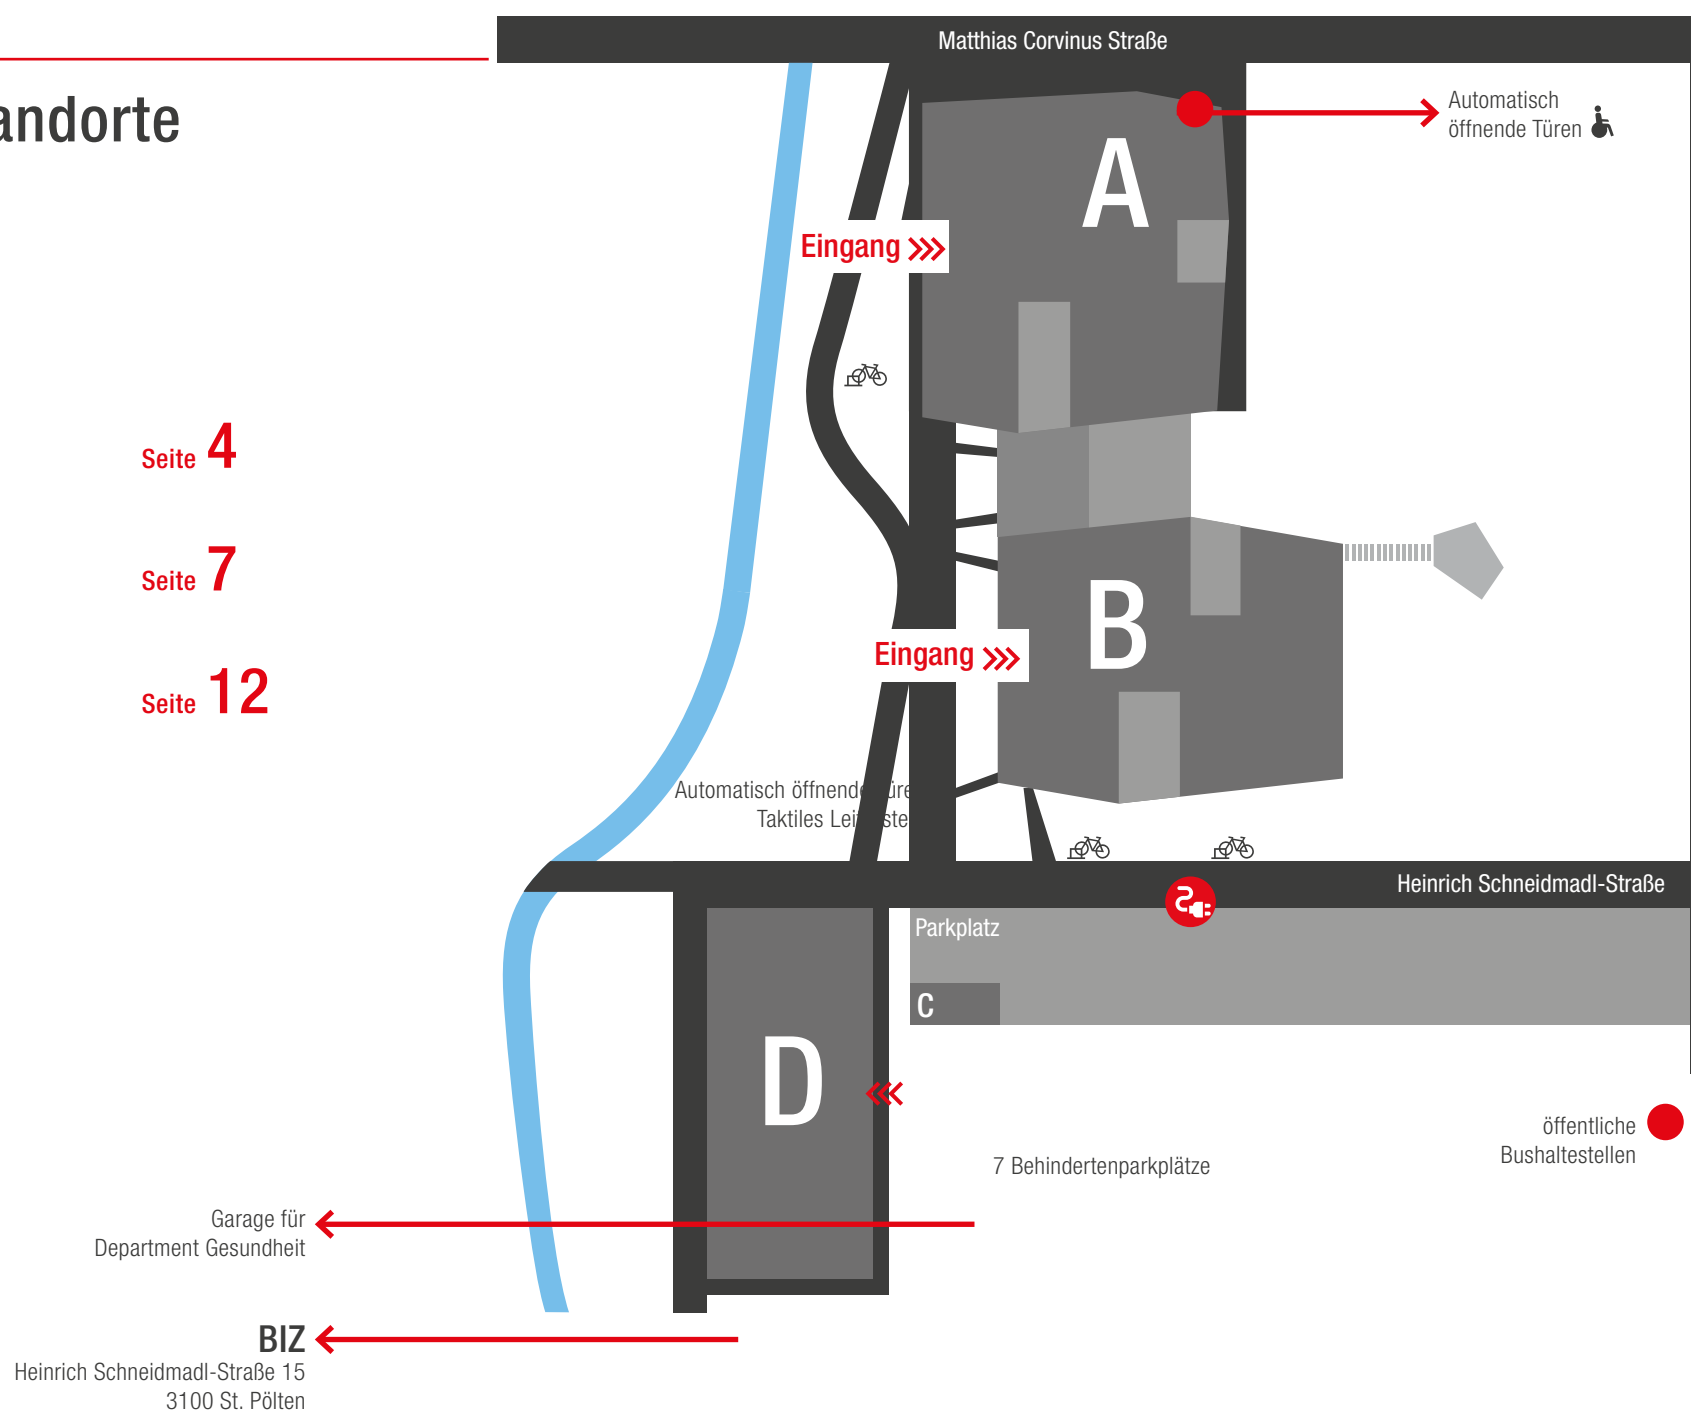 Matthias Corvinus Straße
andorte
Automatisch
öffnende Türen
A
Eingang
Seite 4
Seite 7
B
Eingang
Seite 12
Automatisch öffnende
Taktiles
Heinrich Schneidmadl-Straße
Parkplatz
C
D
öffentliche
Bushaltestellen
7 Behindertenparkplätze
Garage für
Department Gesundheit
BIZ
Heinrich Schneidmadl-Straße 15
3100 St. Pölten